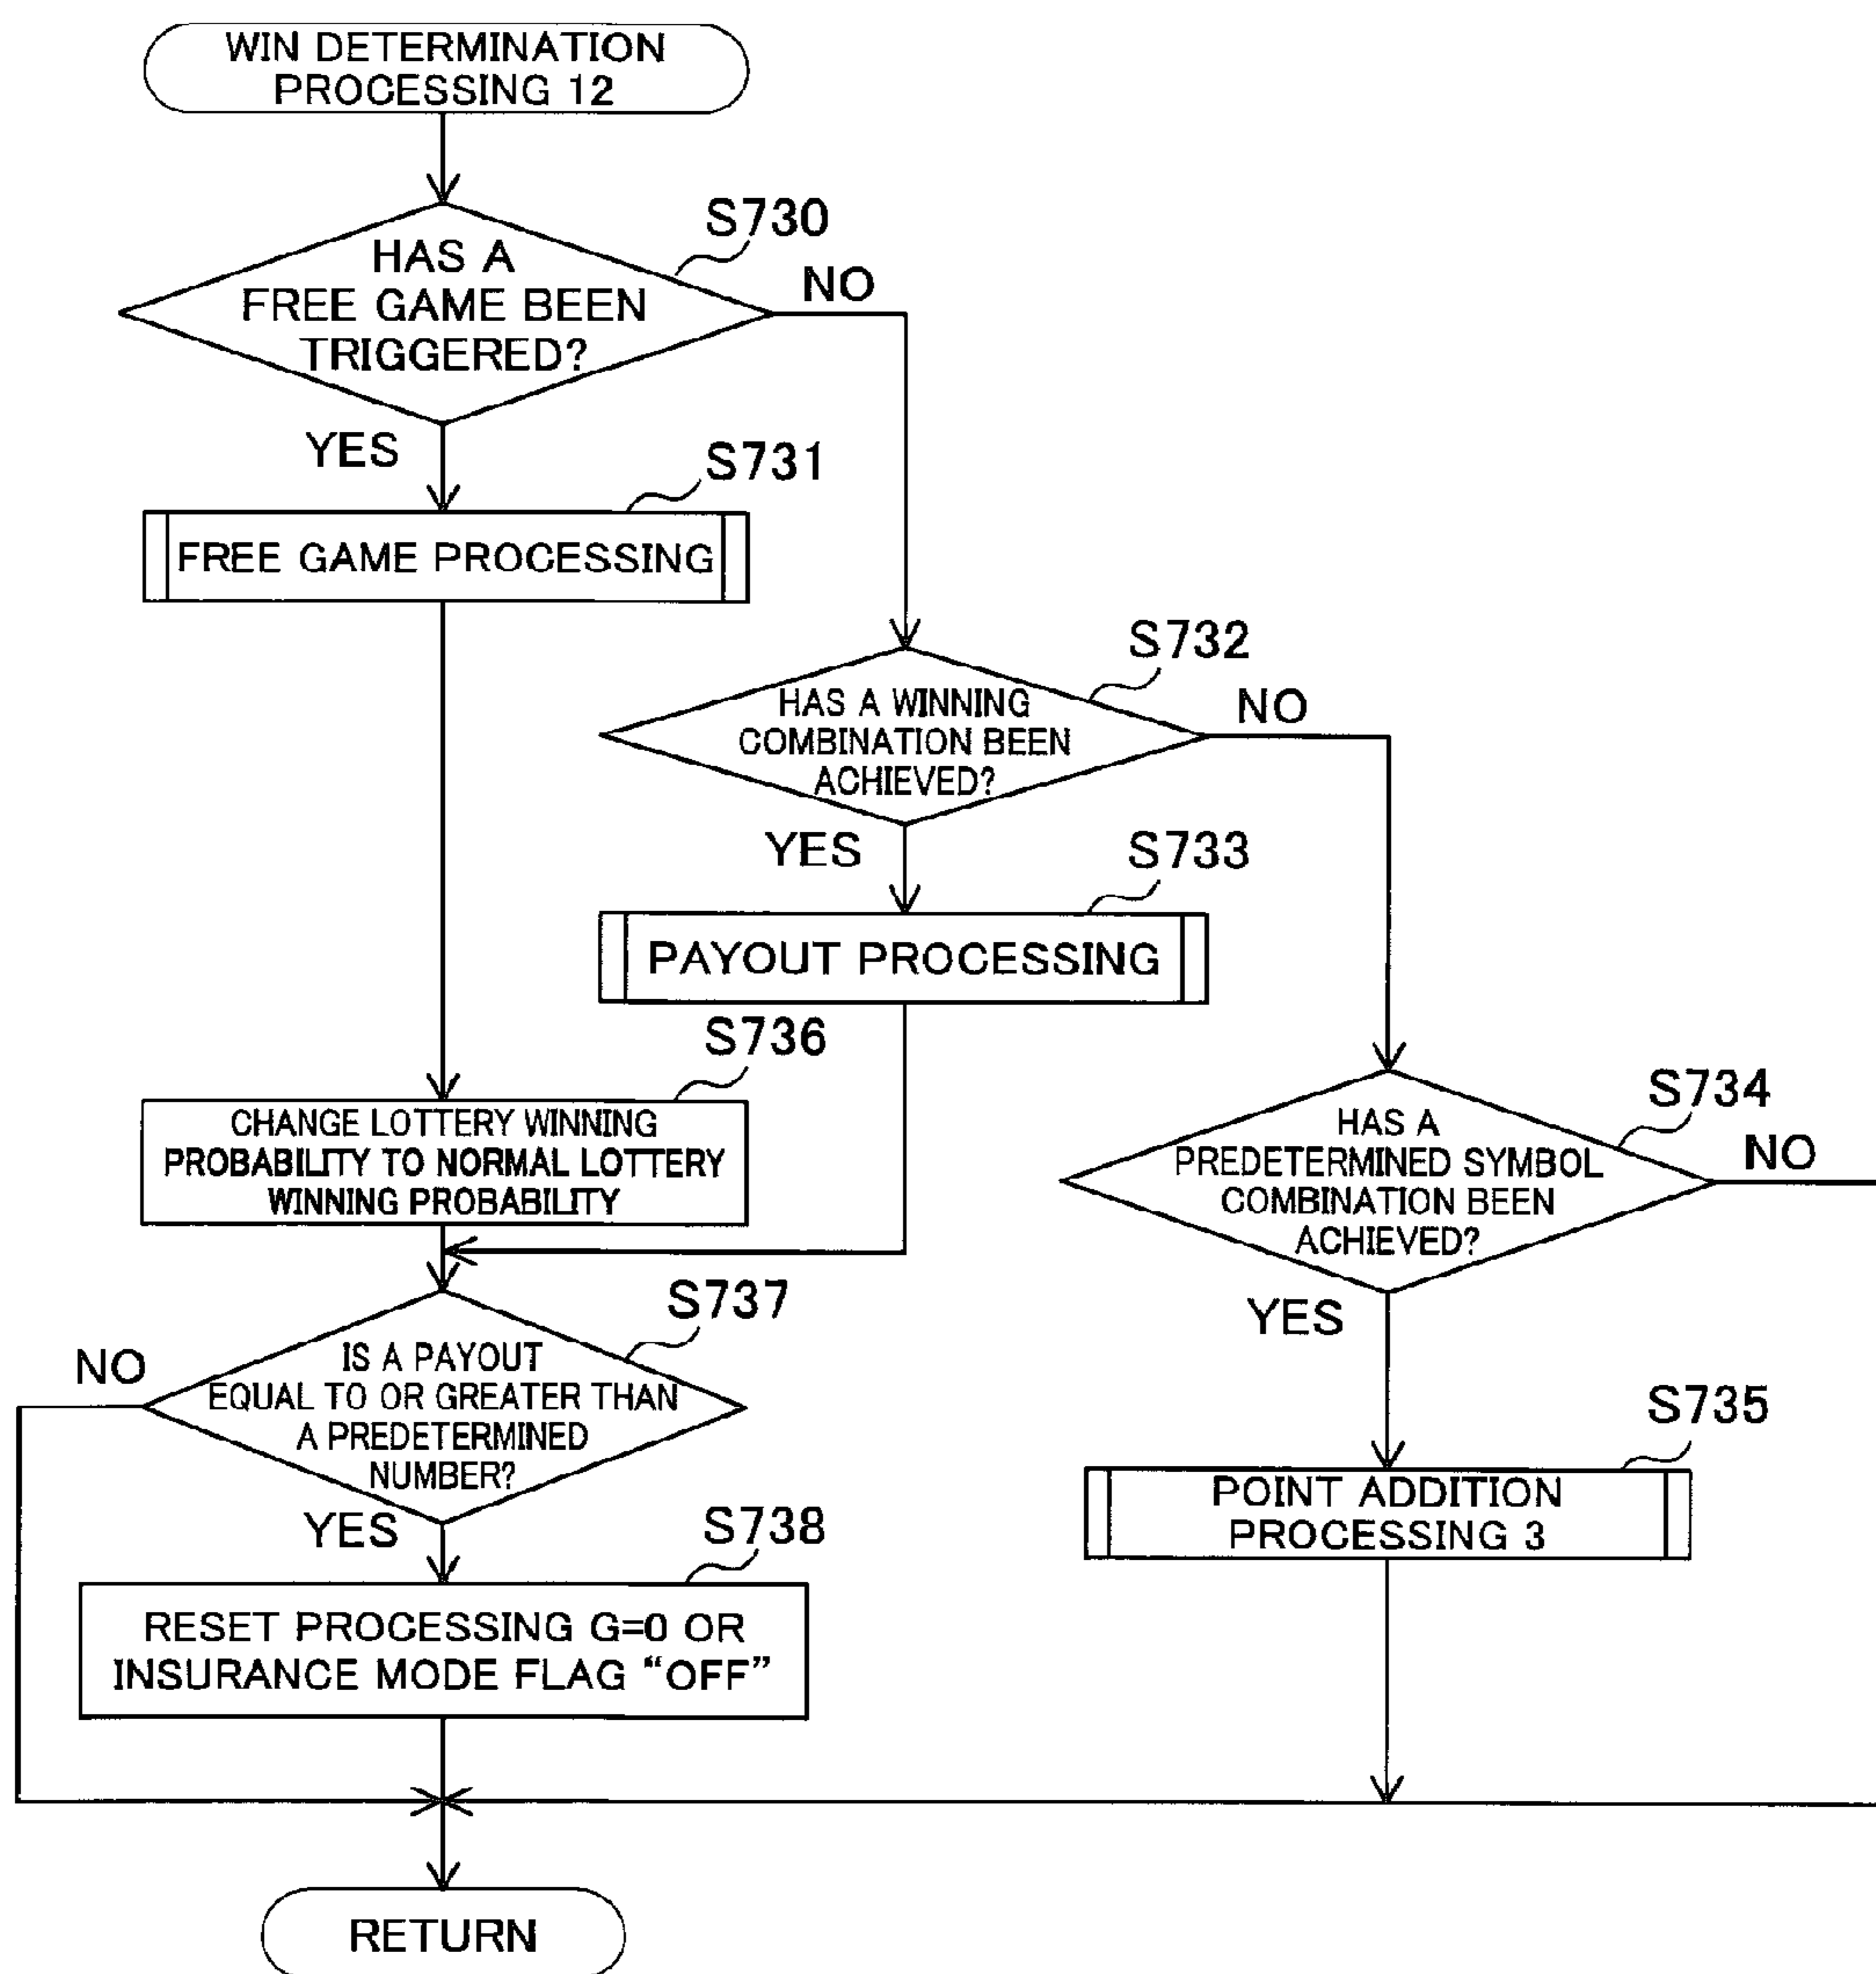 WIN DETERMINATION
PROCESSING 12
S730
HAS A
FREE GAME BEEN
TRIGGERED?
NO
YES
S731
FREE GAME PROCESSING
S732
HAS A WINNING
COMBINATION BEEN
ACHIEVED?
NO
YES
S733
PAYOUT PROCESSING
S736
CHANGE LOTTERY WINNING
PROBABILITY TO NORMAL LOTTERY
WINNING PROBABILITY
S734
HAS A
PREDETERMINED SYMBOL
COMBINATION BEEN
ACHIEVED?
NO
YES
S737
IS A PAYOUT
EQUAL TO OR GREATER THAN
A PREDETERMINED
NUMBER?
NO
YES
S735
POINT ADDITION
PROCESSING 3
S738
RESET PROCESSING G=0 OR
INSURANCE MODE FLAG “OFF”
RETURN